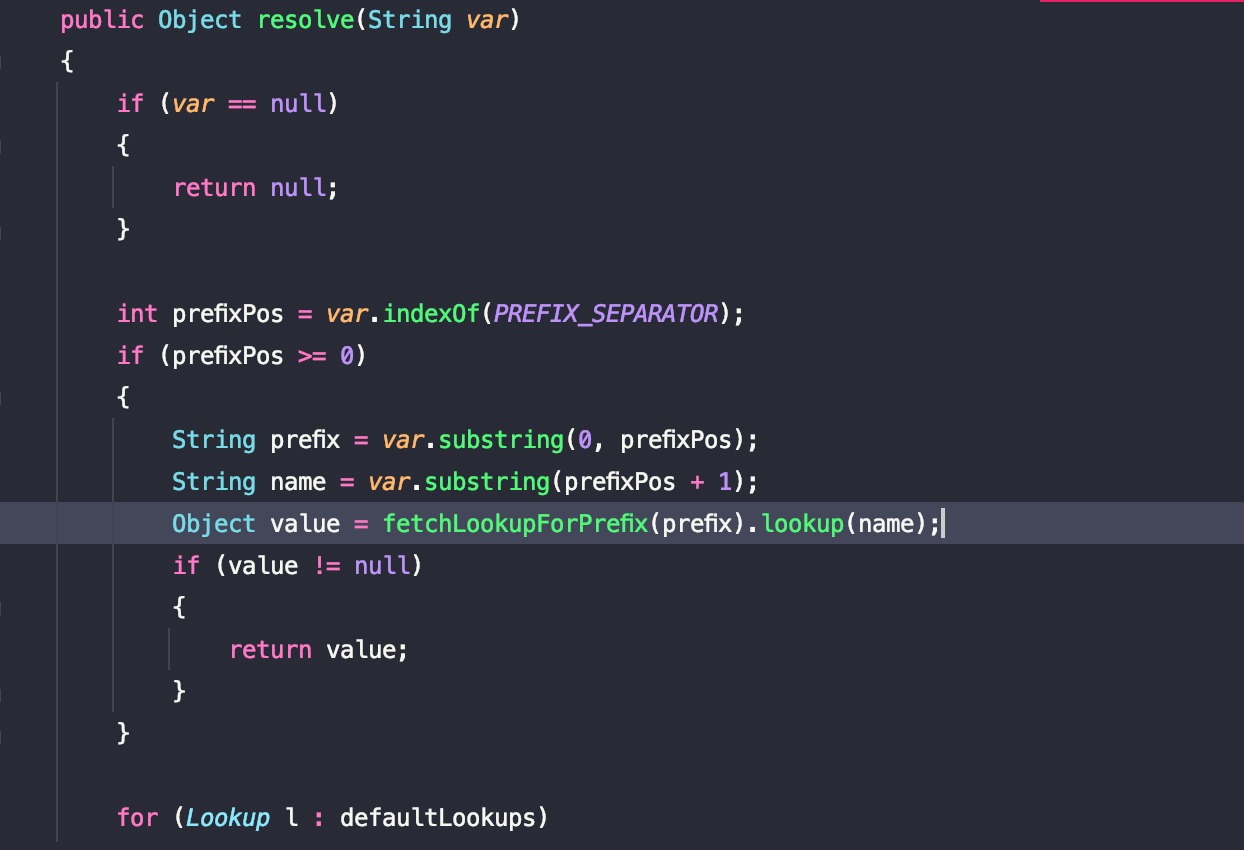 public Object resolve(String var)
{
if (var == null)
{
return null;
}
int prefixPos = var.indexOf(PREFIX_SEPARATOR);
if (prefixPos >= 0)
{
String prefix = var.substring(0, prefixPos);
String name = var.substring(prefixPos + 1);
Object value = fetchLookupForPrefix(prefix).lookup(name);
if (value != null)
{
return value;
}
}
for (Lookup l : defaultLookups)